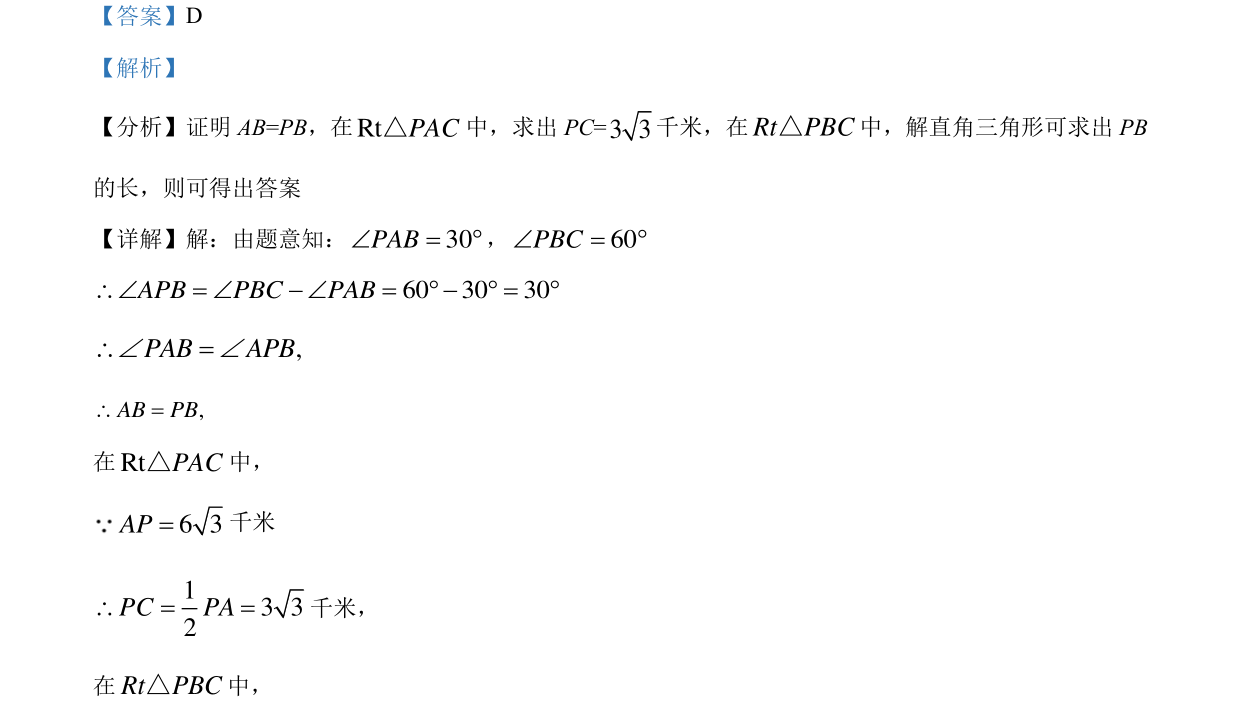 【答案】D
【解析】
【分析】证明 AB=PB，在 Rt△PAC 中，求出 PC=3√3 千米，在 Rt△PBC 中，解直角三角形可求出 PB
的长，则可得出答案
【详解】解：由题意知：∠PAB = 30°，∠PBC = 60°
∴∠APB = ∠PBC − ∠PAB = 60° − 30° = 30°
∴∠PAB = ∠APB,
∴ AB = PB,
在 Rt△PAC 中，
∵ AP = 6√3 千米
∴ PC = 1/2 PA = 3√3 千米，
在 Rt△PBC 中，